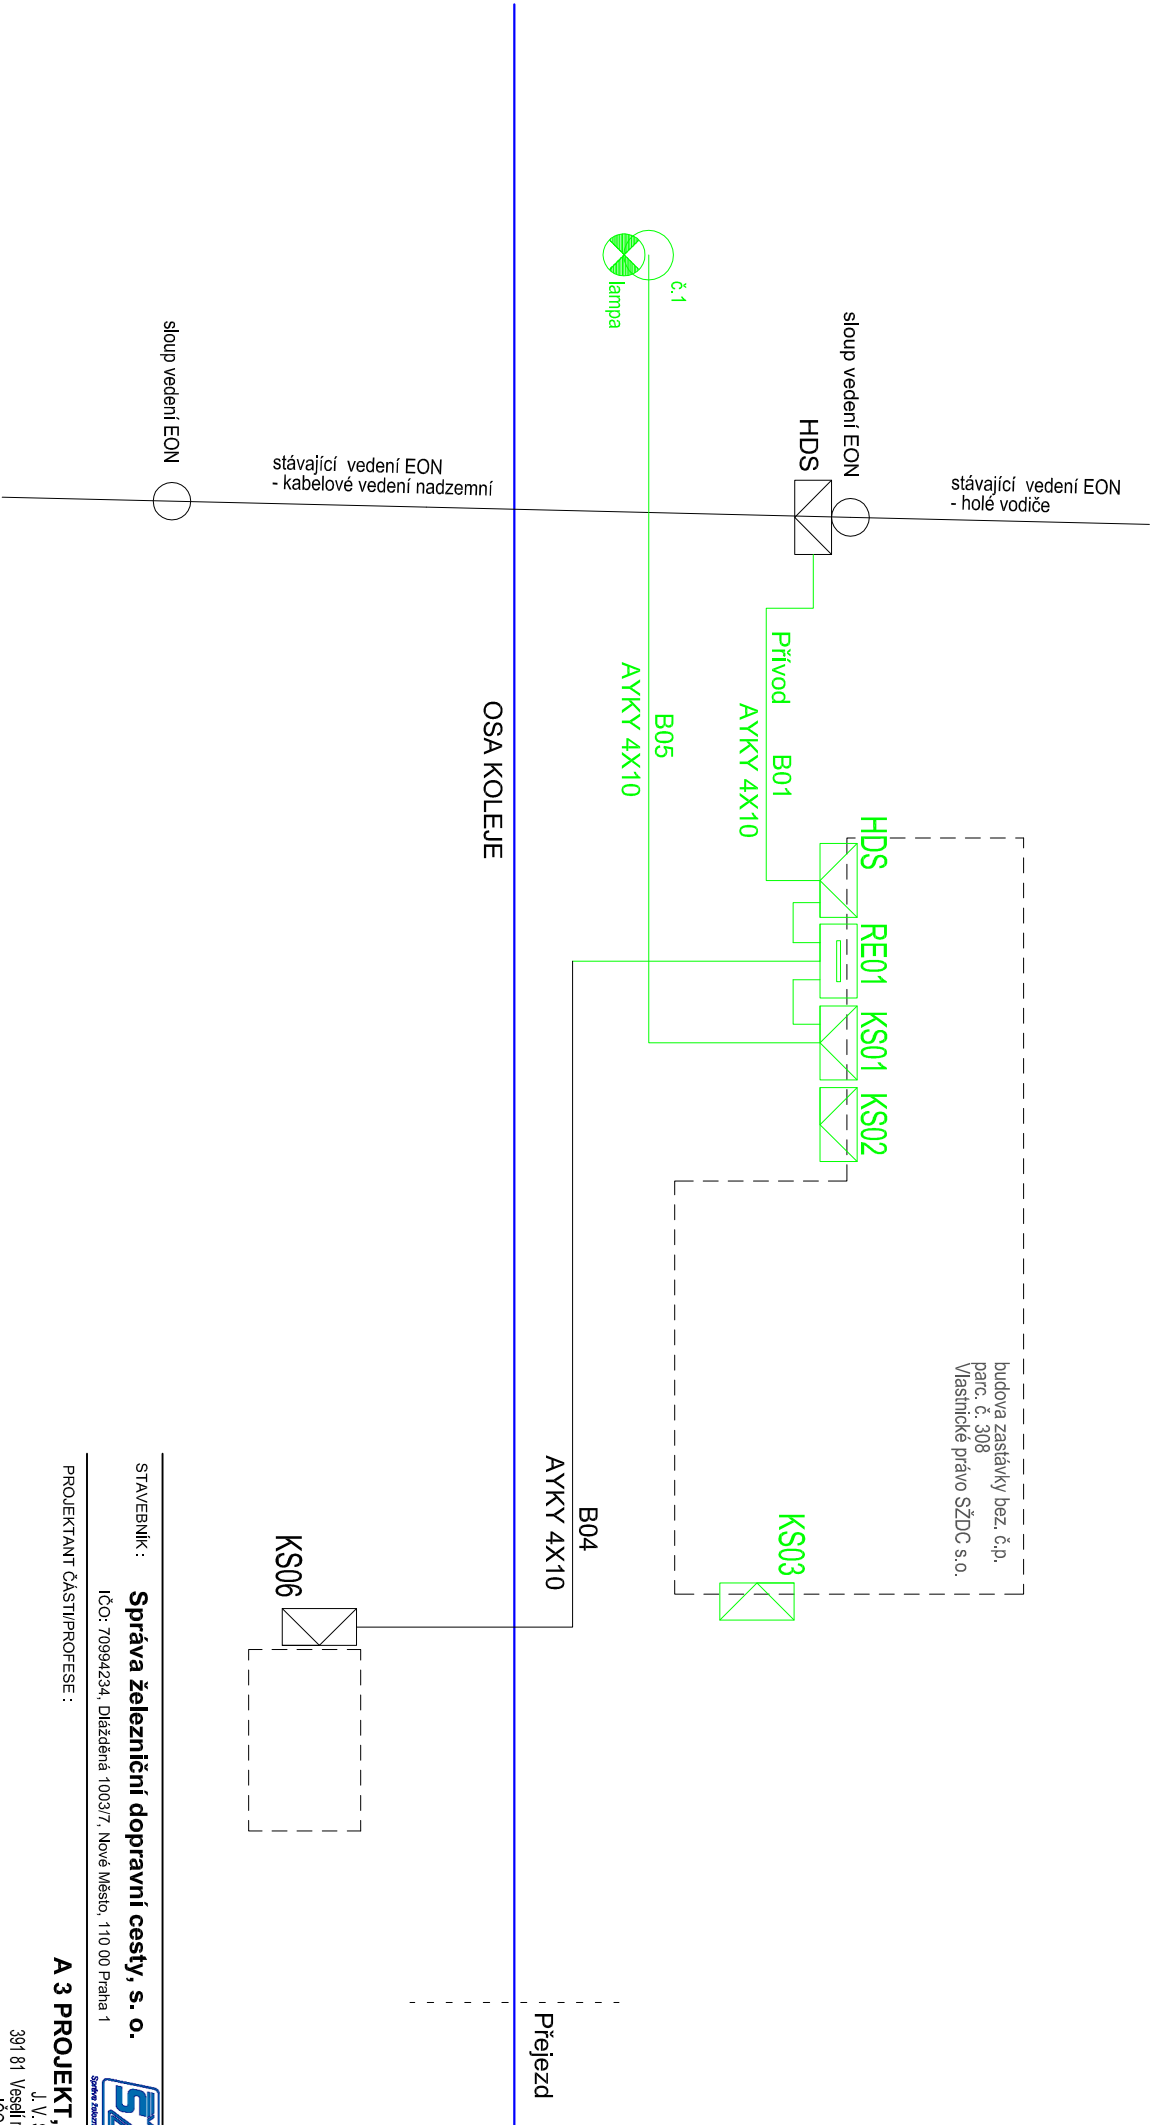 stávající  vedení EON
- holé vodiče
sloup vedení EON
HDS
č.1
lampa
stávající  vedení EON
- kabelové vedení nadzemní
sloup vedení EON
Přívod
B01
AYKY 4X10
B05
AYKY 4X10
OSA KOLEJE
HDS
RE01
KS01
KS02
budova zastávky bez. č.p.
parc. č. 308
Vlastnické právo SŽDC s.o.
KS03
B04
AYKY 4X10
KS06
Přejezd
STAVEBNÍK :
Správa železniční dopravní cesty, s. o.
IČO: 70994234, Dlážděná 1003/7, Nové Město, 110 00 Praha 1
PROJEKTANT ČÁSTI/PROFESE :
A 3 PROJEKT,
J. V.
391 81  Veselí